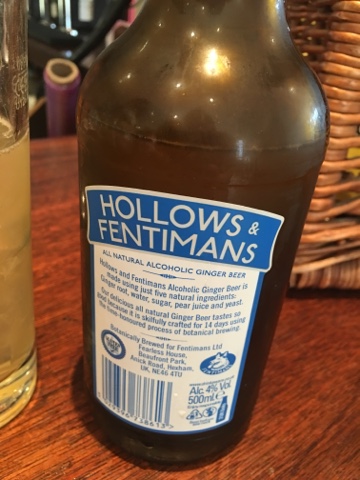 HOLLOWS &
FENTIMANS
ALL NATURAL ALCOHOLIC GINGER BEER
Hollows and Fentimans Alcoholic Ginger Beer is
made using just five natural ingredients:
Ginger root, water, sugar, pear juice and yeast.
Our delicious all natural Ginger Beer tastes so
good because it is skilfully crafted for 14 days using
the time honoured process of botanical brewing.
Botanically Brewed for Fentimans Ltd
Fearless House,
Beaufront Park,
Anick Road, Hexham,
UK, NE46 4TU
Alc. 4% Vol
500ml e